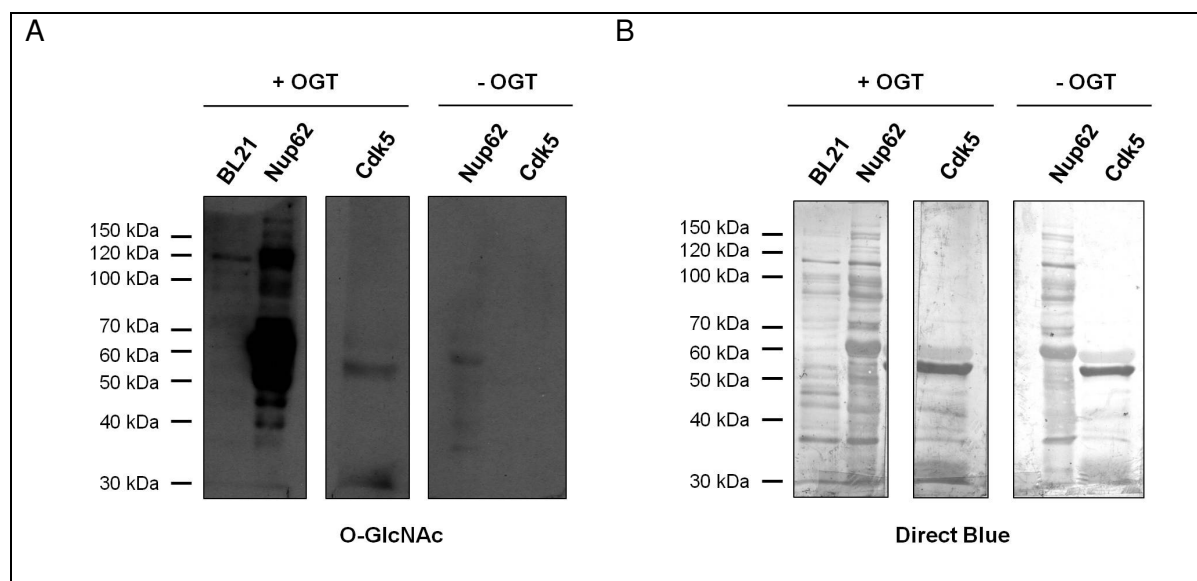 A
+ OGT
- OGT
BL21
Nup62
Cdk5
Nup62
Cdk5
150 kDa
120 kDa
100 kDa
70 kDa
60 kDa
50 kDa
40 kDa
30 kDa
O-GlcNAc
B
+ OGT
- OGT
BL21
Nup62
Cdk5
Nup62
Cdk5
150 kDa
120 kDa
100 kDa
70 kDa
60 kDa
50 kDa
40 kDa
30 kDa
Direct Blue